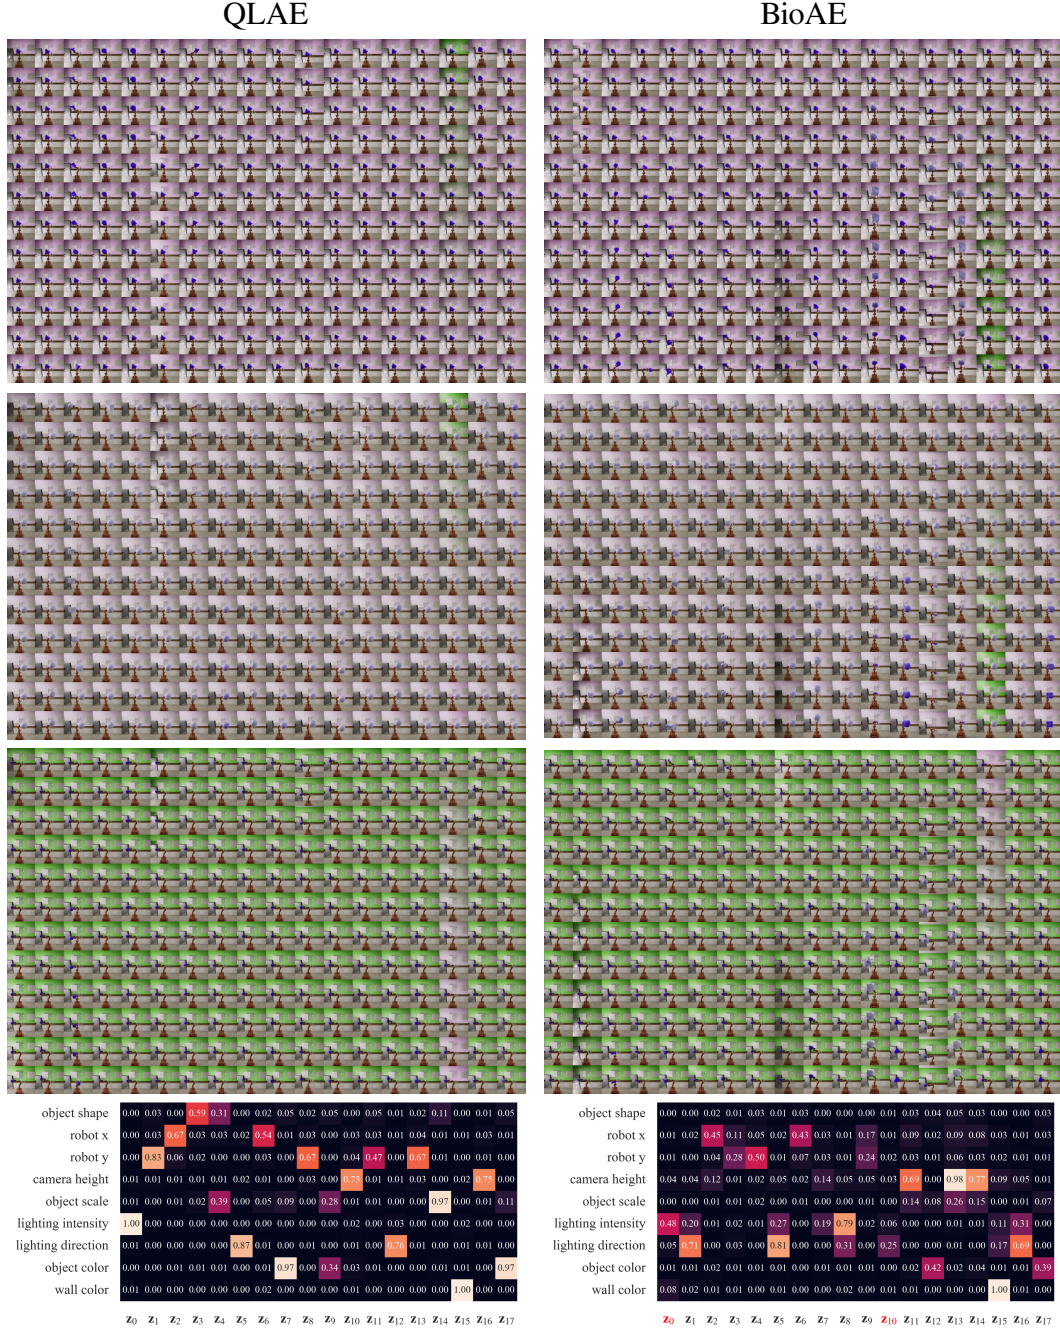 QLAE
BioAE
object shape 0.00 0.03 0.00 0.59 0.31 0.00 0.02 0.05 0.02 0.05 0.00 0.05 0.01 0.02 0.11 0.00 0.01 0.05
robot x 0.00 0.03 0.67 0.03 0.03 0.02 0.54 0.01 0.03 0.00 0.00 0.03 0.01 0.04 0.01 0.01 0.03 0.01
robot y 0.00 0.83 0.06 0.02 0.00 0.00 0.03 0.00 0.67 0.00 0.04 0.47 0.03 0.67 0.00 0.00 0.01 0.00
camera height 0.01 0.01 0.01 0.02 0.01 0.00 0.00 0.00 0.01 0.01 0.75 0.00 0.00 0.01 0.01 0.00 0.75 0.00
object scale 0.00 0.02 0.00 0.02 0.39 0.00 0.05 0.09 0.00 0.28 0.00 0.01 0.00 0.00 0.97 0.00 0.00 0.11
lighting intensity 1.00 0.00 0.00 0.00 0.00 0.01 0.00 0.00 0.00 0.00 0.02 0.00 0.03 0.00 0.00 0.02 0.00 0.00
lighting direction 0.01 0.00 0.01 0.00 0.87 0.01 0.00 0.01 0.00 0.01 0.00 0.76 0.00 0.00 0.01 0.00 0.00
object color 0.00 0.02 0.00 0.01 0.02 0.00 0.00 0.97 0.00 0.34 0.03 0.01 0.00 0.00 0.00 0.00 0.00 0.97
wall color 0.01 0.00 0.01 0.00 0.00 0.01 0.00 0.00 0.00 0.00 0.01 0.00 0.01 0.00 0.00 1.00 0.00 0.00
z0 z1 z2 z3 z4 z5 z6 z7 z8 z9 z10 z11 z12 z13 z14 z15 z16 z17
object shape 0.00 0.00 0.02 0.01 0.03 0.01 0.03 0.00 0.00 0.00 0.01 0.03 0.04 0.05 0.03 0.00 0.00 0.03
robot x 0.01 0.02 0.45 0.11 0.05 0.02 0.43 0.03 0.01 0.17 0.01 0.09 0.02 0.09 0.08 0.01 0.01 0.03
robot y 0.00 0.01 0.04 0.28 0.50 0.01 0.07 0.03 0.01 0.24 0.00 0.02 0.01 0.06 0.03 0.01 0.00 0.02
camera height 0.04 0.04 0.12 0.02 0.01 0.05 0.02 0.14 0.05 0.05 0.01 0.69 0.00 0.98 0.77 0.01 0.04 0.01
object scale 0.00 0.00 0.01 0.02 0.02 0.00 0.01 0.01 0.00 0.02 0.00 0.14 0.08 0.26 0.15 0.00 0.00 0.07
lighting intensity 0.48 0.20 0.01 0.02 0.01 0.27 0.00 0.19 0.79 0.02 0.06 0.00 0.00 0.01 0.01 0.11 0.31 0.00
lighting direction 0.05 0.71 0.00 0.03 0.00 0.81 0.00 0.08 0.31 0.00 0.25 0.00 0.00 0.00 0.00 0.17 0.69 0.00
object color 0.01 0.01 0.00 0.01 0.00 0.01 0.01 0.00 0.00 0.02 0.00 0.01 0.42 0.02 0.04 0.01 0.00 0.39
wall color 0.08 0.02 0.00 0.01 0.00 0.02 0.00 0.01 0.01 0.00 0.01 0.00 0.00 0.00 0.00 1.00 0.02 0.00
z0 z1 z2 z3 z4 z5 z6 z7 z8 z9 z10 z11 z12 z13 z14 z15 z16 z17